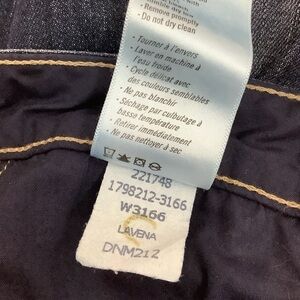 - Remove promptly
- Do not dry clean
- Tourner à l'envers
- Laver en machine à
l'eau froide
- Cycle délicat avec
des couleurs semblables
- Ne pas blanchir
- Séchage par culbutage à
basse température
- Retirer immédiatement
- Ne pas nettoyer à sec
221748
1798212-3166
W3166
LAVENA
DNM212